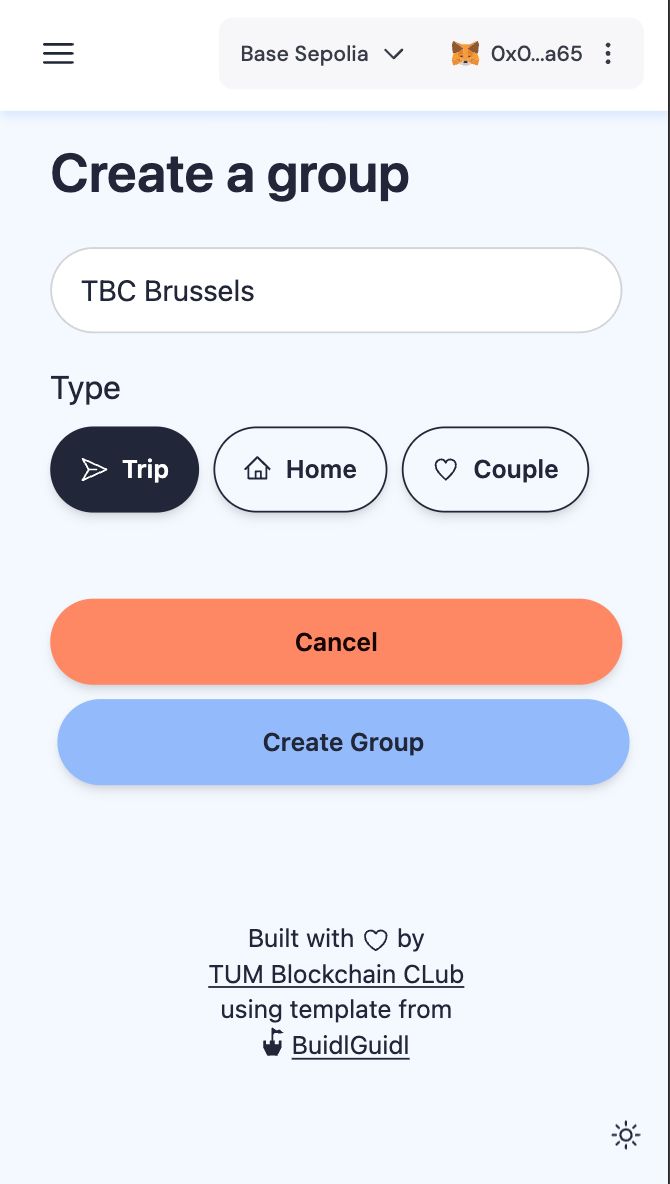 Base Sepolia 0x0...a65
Create a group
TBC Brussels
Type
Trip Home Couple
Cancel
Create Group
Built with by
TUM Blockchain CLub
using template from
BuidlGuidl